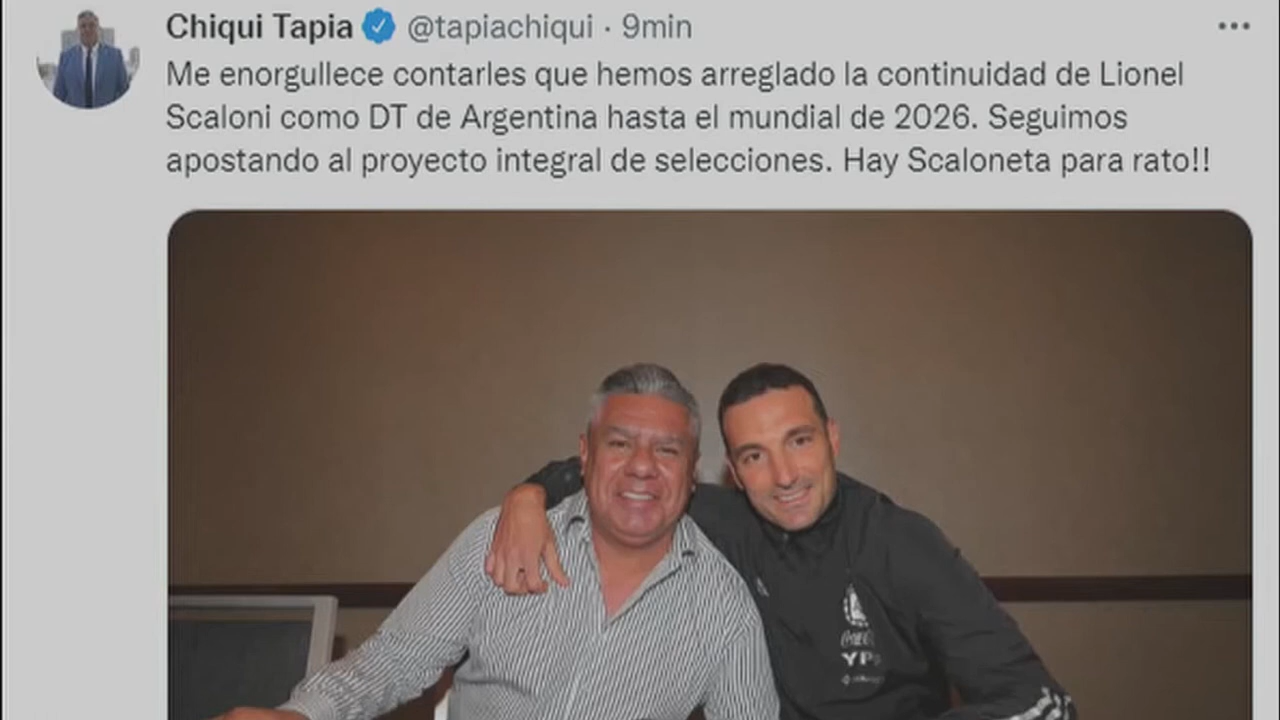 Chiqui Tapia @tapiachiqui · 9min
Me enorgullece contarles que hemos arreglado la continuidad de Lionel
Scaloni como DT de Argentina hasta el mundial de 2026. Seguimos
apostando al proyecto integral de selecciones. Hay Scaloneta para rato!!
YPF